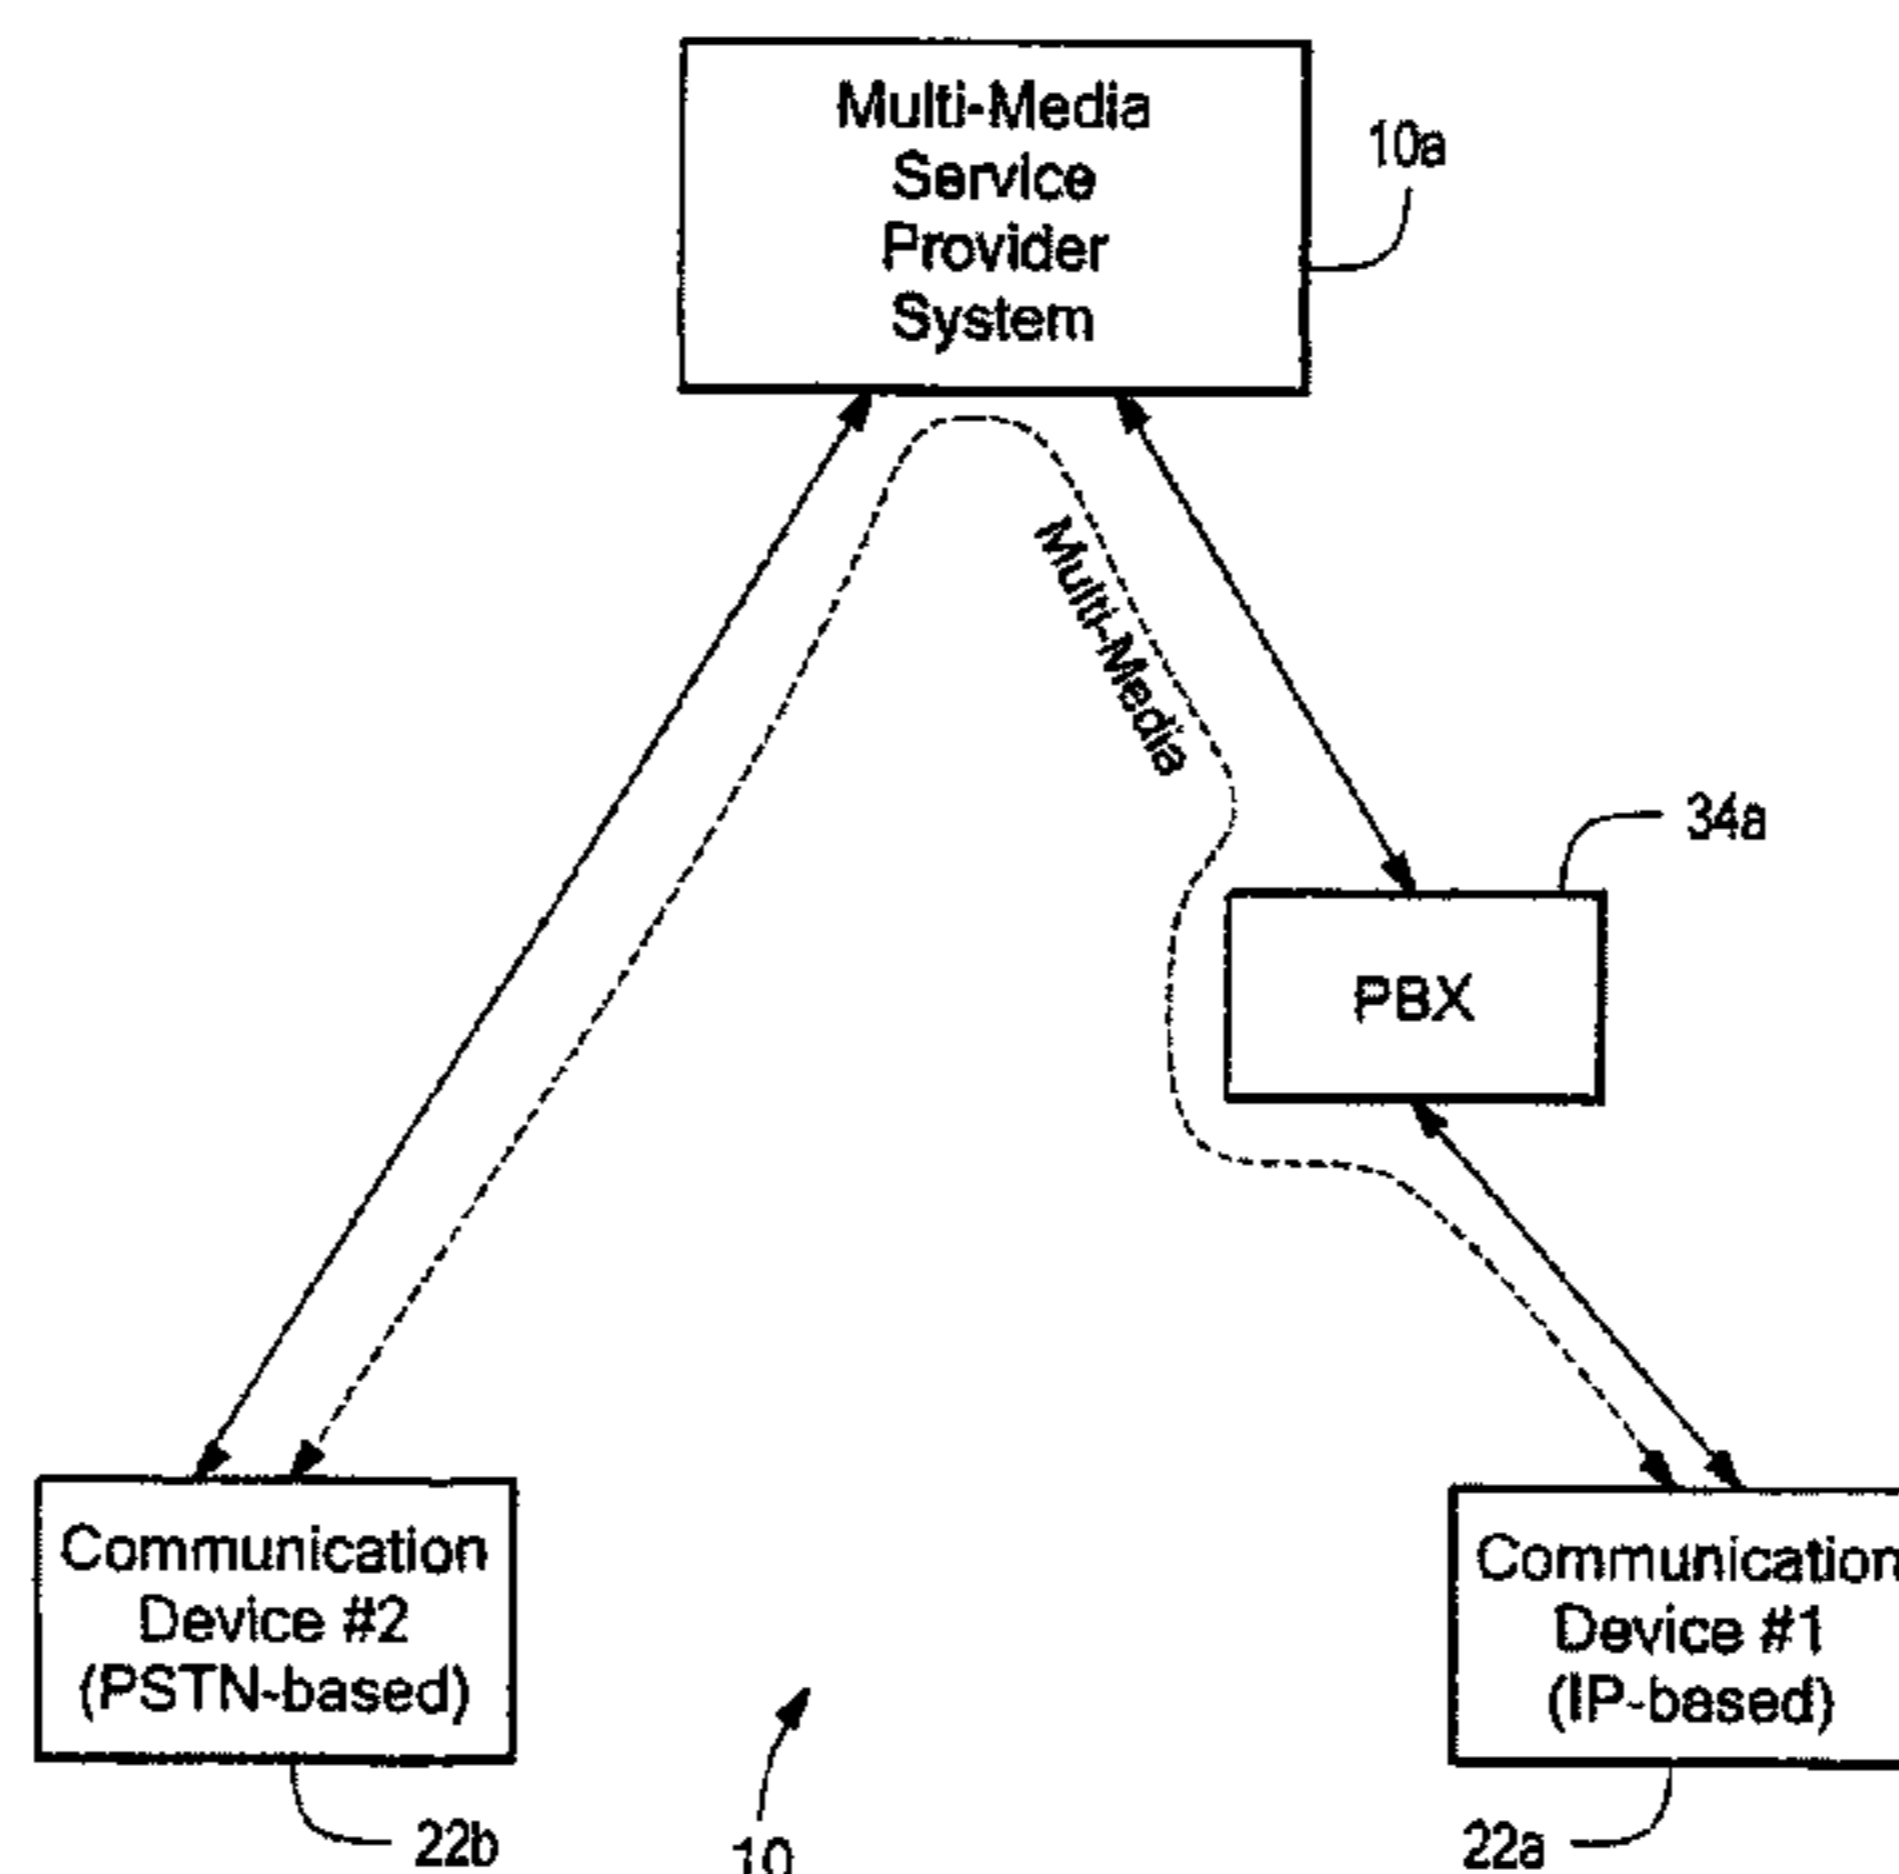 Multi-Media
Service
Provider
System
10a
Multi-Media
34a
PBX
Communication
Device #2
(PSTN-based)
Communication
Device #1
(IP-based)
22b
10
22a